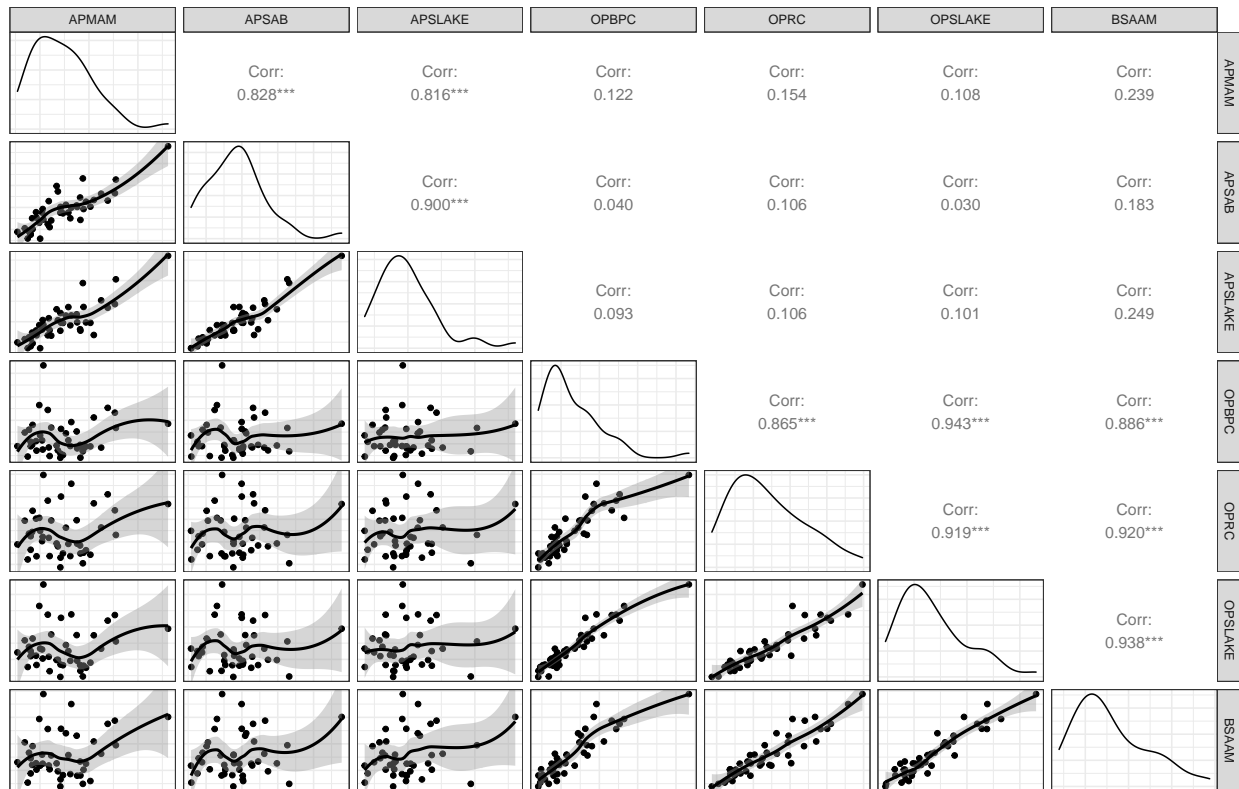 APMAM
APSAB
APSLAKE
OPBPC
OPRC
OPSLAKE
BSAAM
Corr:
0.828***
Corr:
0.816***
Corr:
0.122
Corr:
0.154
Corr:
0.108
Corr:
0.239
APMAM
Corr:
0.900***
Corr:
0.040
Corr:
0.106
Corr:
0.030
Corr:
0.183
APSAB
Corr:
0.093
Corr:
0.106
Corr:
0.101
Corr:
0.249
APSLAKE
Corr:
0.865***
Corr:
0.943***
Corr:
0.886***
OPBPC
Corr:
0.919***
Corr:
0.920***
OPRC
Corr:
0.938***
OPSLAKE
BSAAM